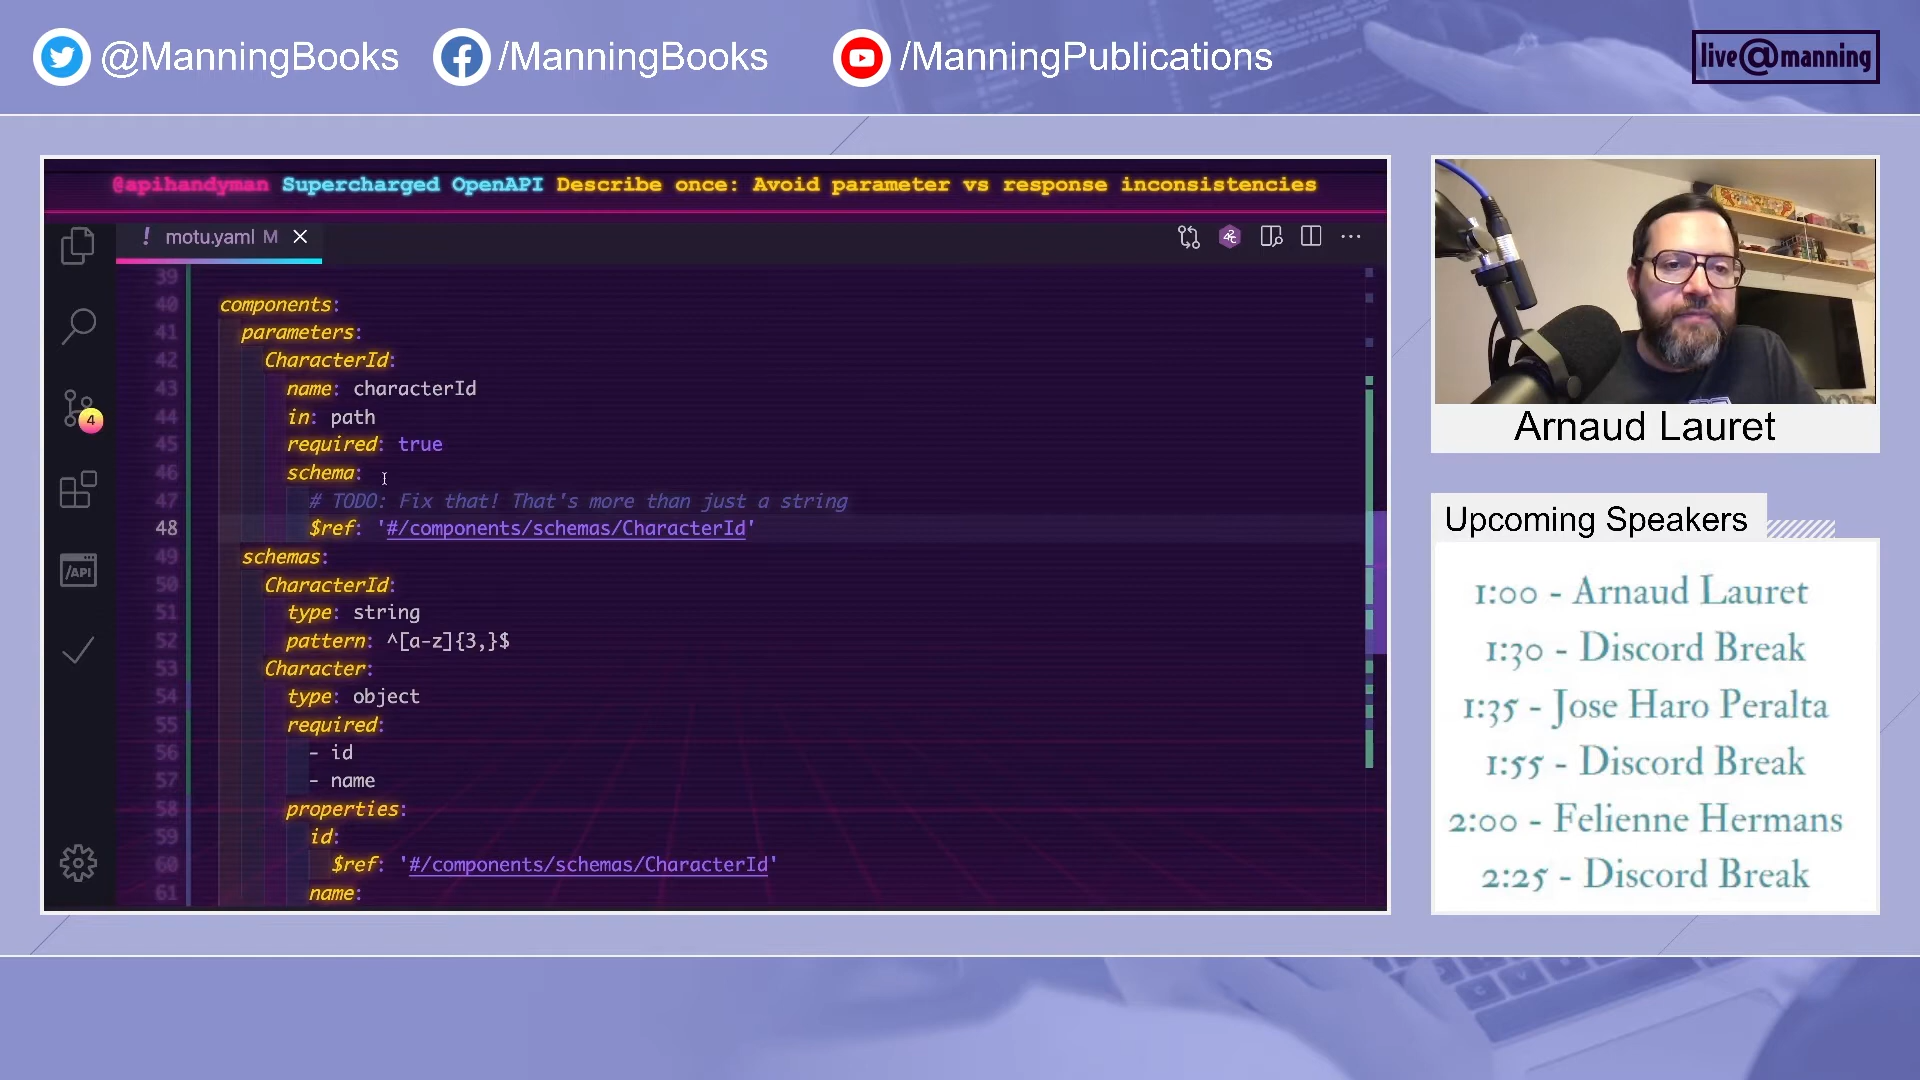 @ManningBooks
/ManningBooks
/ManningPublications
live@manning
@apihandyman Supercharged OpenAPI Describe once: Avoid parameter vs response inconsistencies
! motu.yaml M
39
40 components:
41 parameters:
42 CharacterId:
43 name: characterId
44 in: path
45 required: true
46 schema:
47 # TODO: Fix that! That's more than just a string
48 $ref: '#/components/schemas/CharacterId'
49 schemas:
50 CharacterId:
51 type: string
52 pattern: ^[a-z]{3,}$
53 Character:
54 type: object
55 required:
56 - id
57 - name
58 properties:
59 id:
60 $ref: '#/components/schemas/CharacterId'
61 name:
4
/API
Arnaud Lauret
Upcoming Speakers
1:00 - Arnaud Lauret
1:30 - Discord Break
1:35 - Jose Haro Peralta
1:55 - Discord Break
2:00 - Felienne Hermans
2:25 - Discord Break